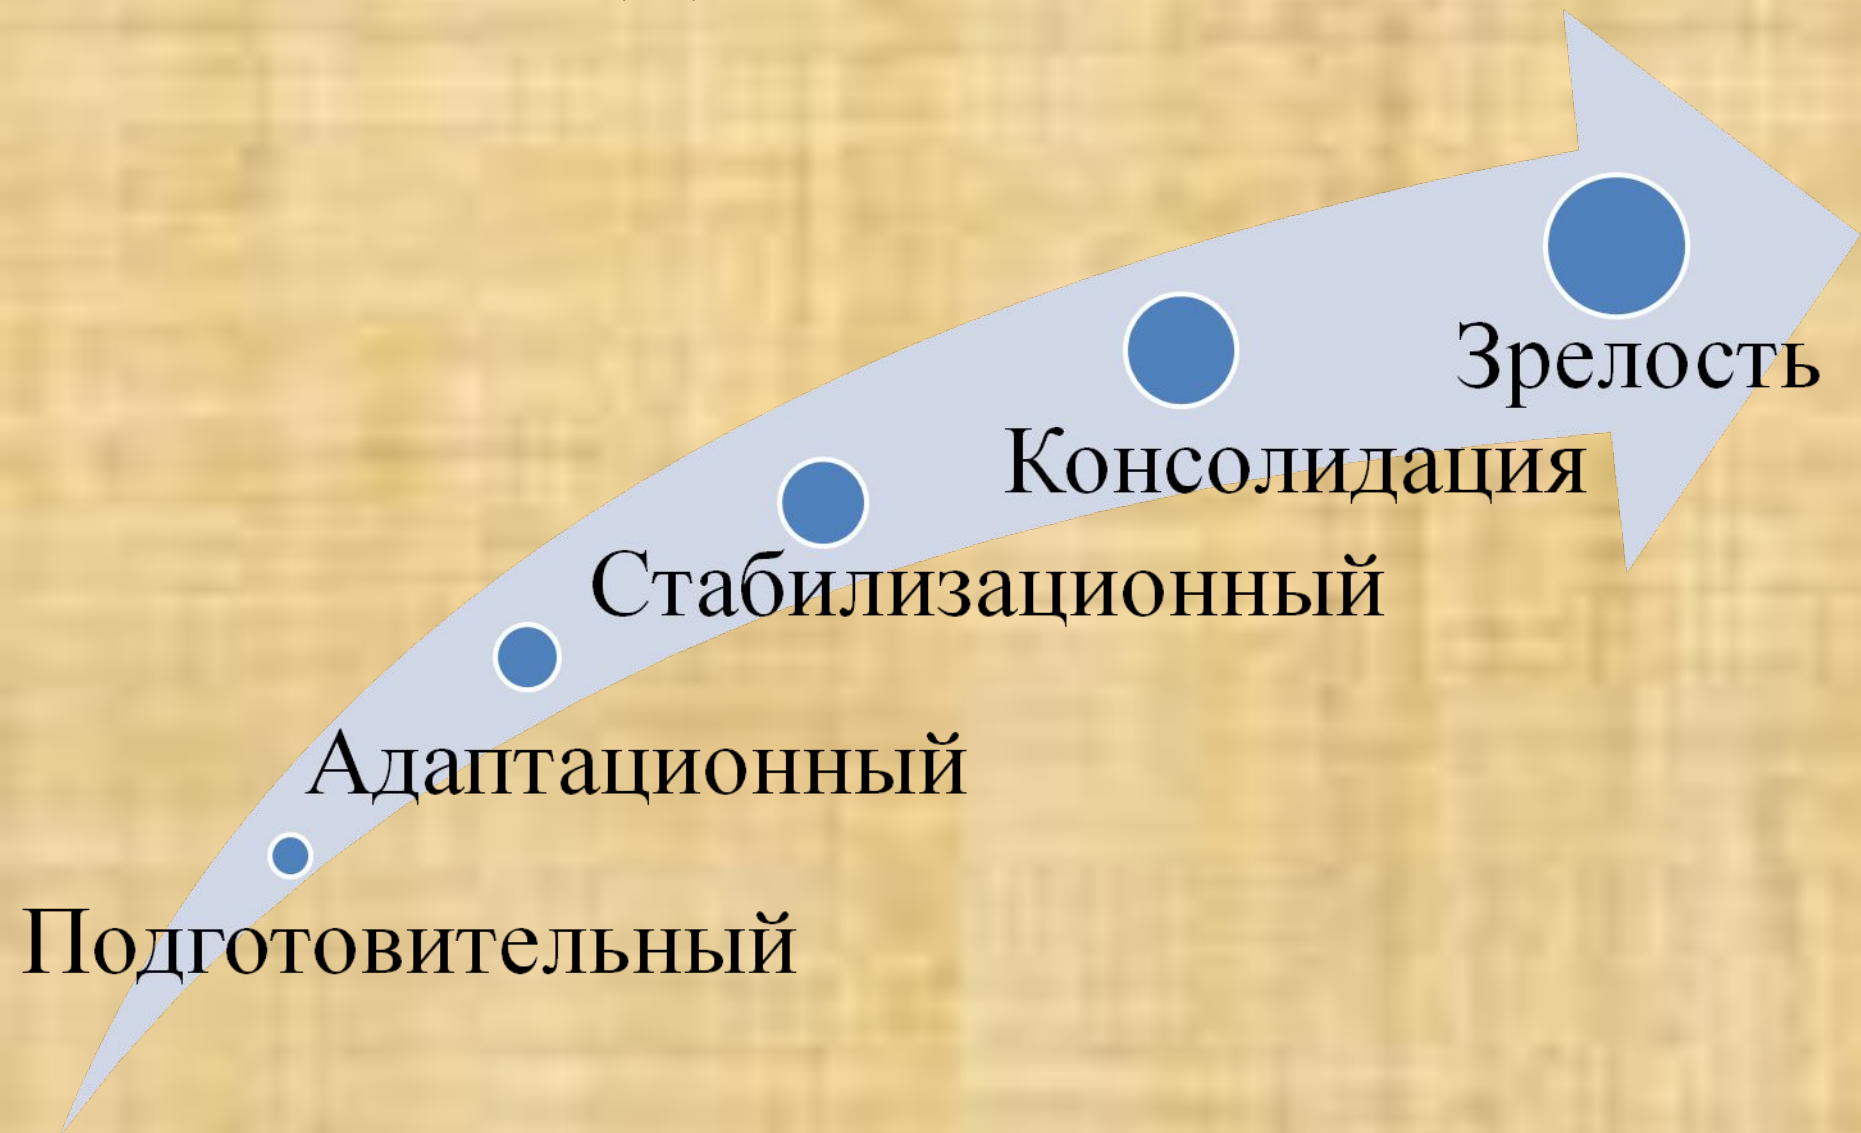 Зрелость
Консолидация
Стабилизационный
Адаптационный
Подготовительный